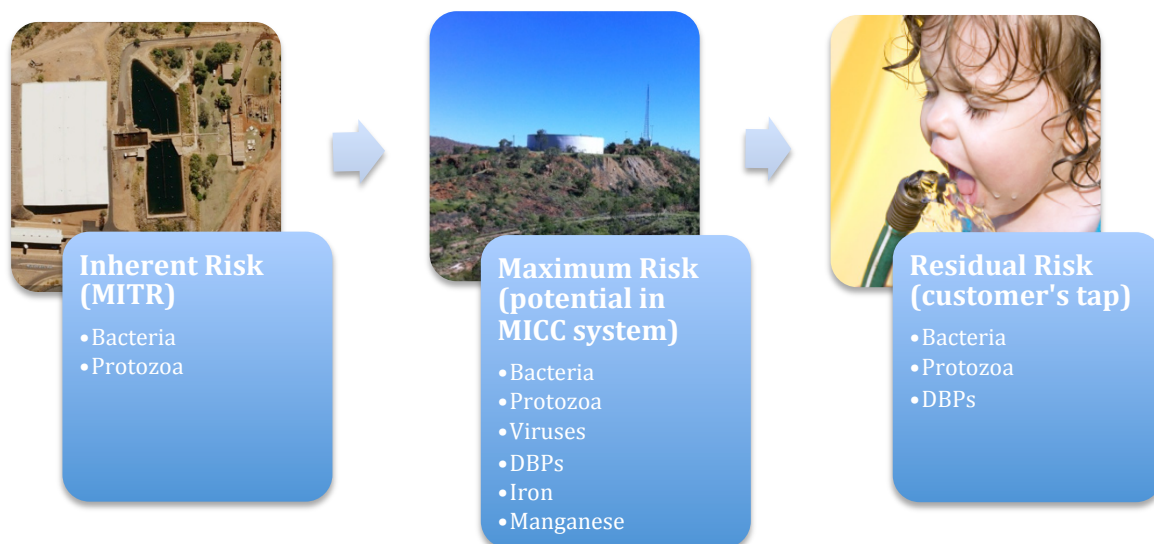 Inherent Risk
(MITR)
•Bacteria
•Protozoa
Maximum Risk
(potential in
MICC system)
•Bacteria
•Protozoa
•Viruses
•DBPs
•Iron
•Manganese
Residual Risk
(customer's tap)
•Bacteria
•Protozoa
•DBPs